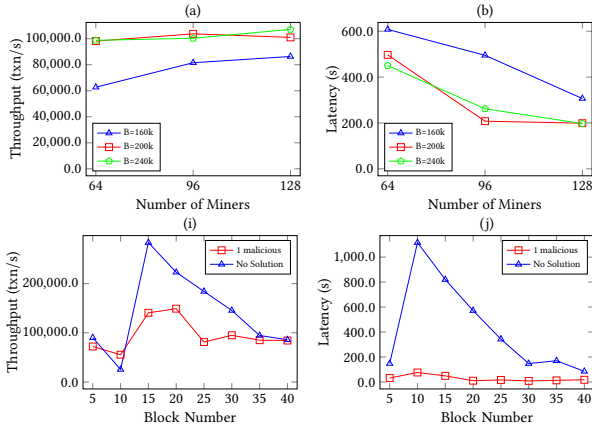 (a)
Throughput (txn/s)
100,000.0
80,000.0
60,000.0
40,000.0
20,000.0
0.0
B=160k
B=200k
B=240k
64
96
128
Number of Miners
(b)
Latency (s)
600.0
400.0
200.0
0.0
B=160k
B=200k
B=240k
64
96
128
Number of Miners
(i)
Throughput (txn/s)
200,000.0
100,000.0
0.0
1 malicious
No Solution
5
10
15
20
25
30
35
40
Block Number
(j)
Latency (s)
1,000.0
800.0
600.0
400.0
200.0
0.0
1 malicious
No Solution
5
10
15
20
25
30
35
40
Block Number